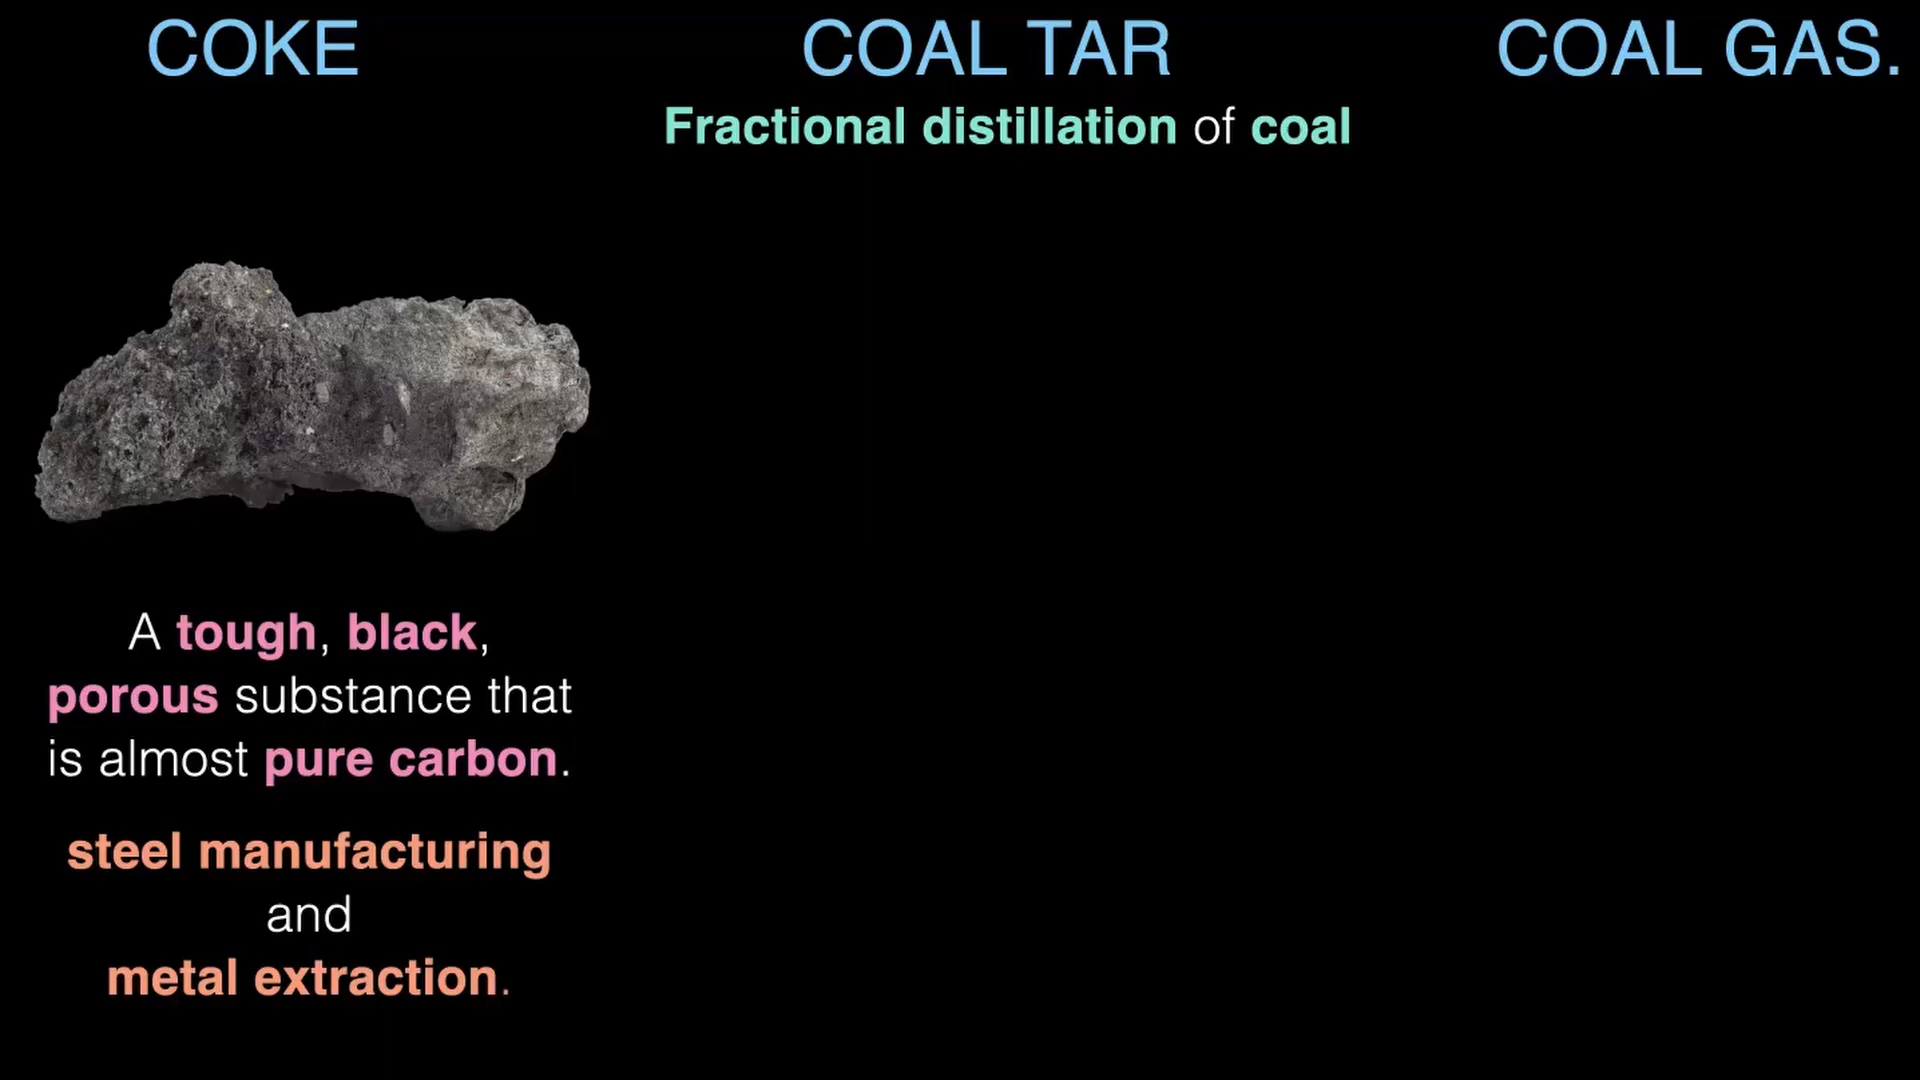 COKE
COAL TAR
COAL GAS.
Fractional distillation of coal
A tough, black,
porous substance that
is almost pure carbon.
steel manufacturing
and
metal extraction.